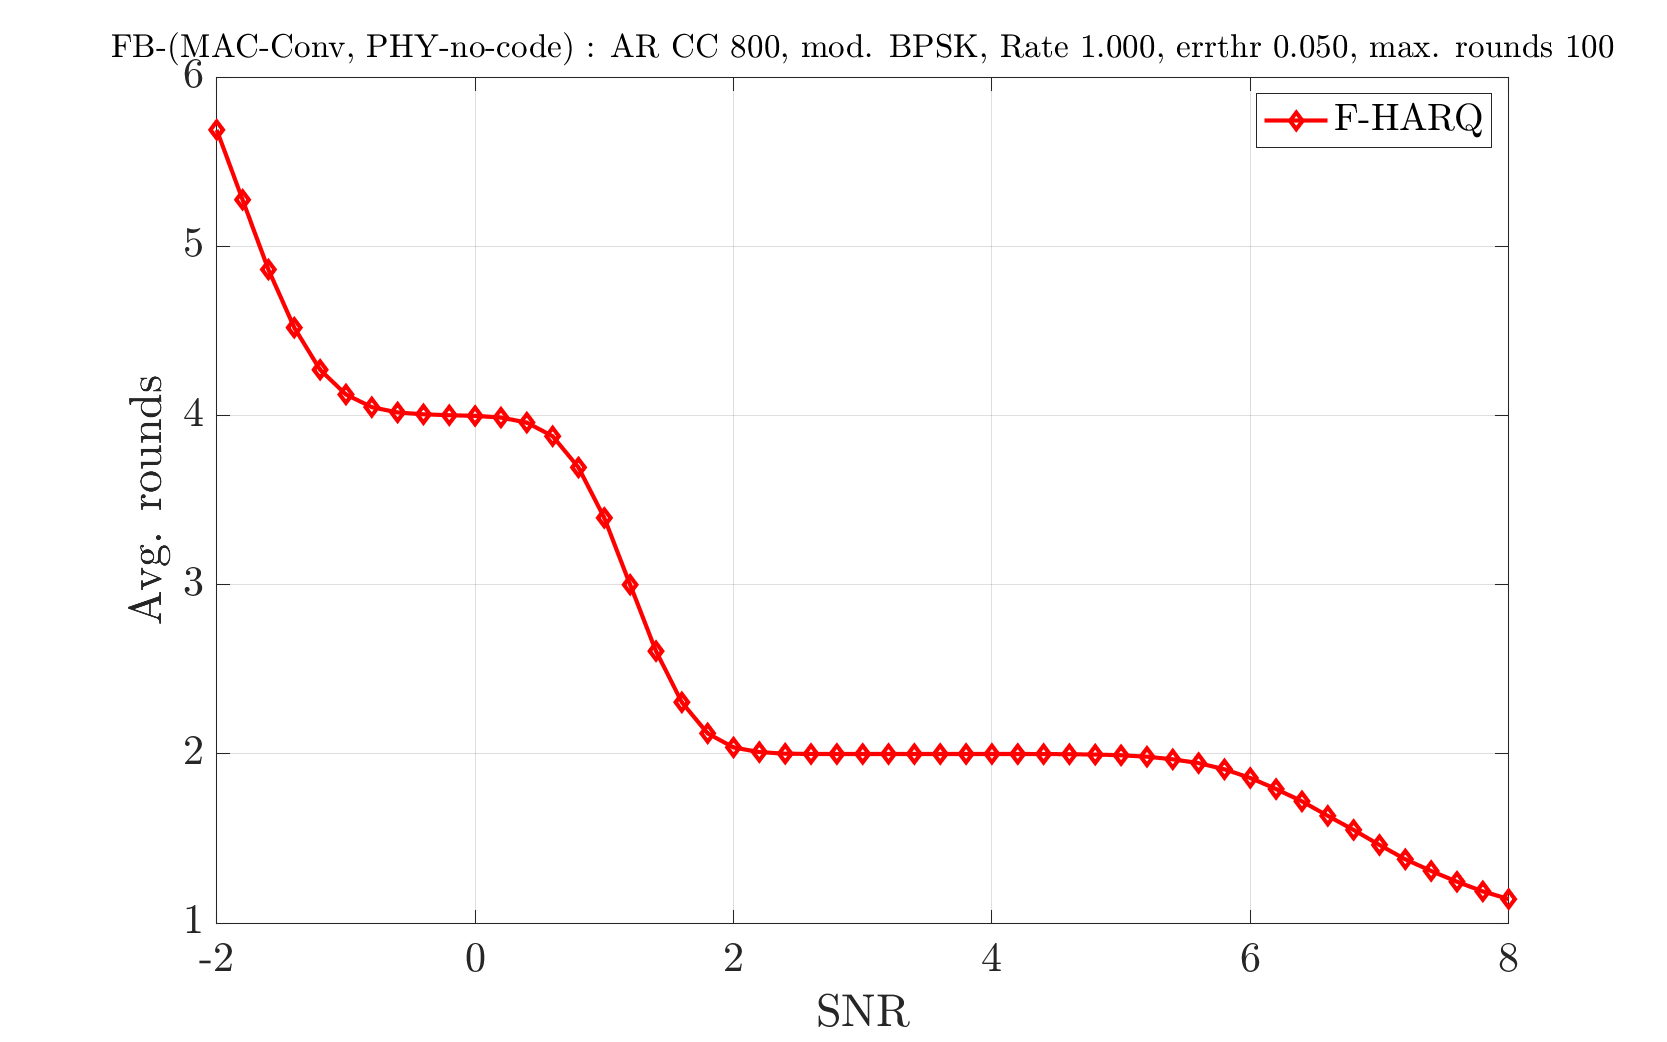 FB-(MAC-Conv, PHY-no-code) : AR CC 800, mod. BPSK, Rate 1.000, errthr 0.050, max. rounds 100
F-HARQ
6
5
4
3
2
1
Avg. rounds
-2 0 2 4 6 8
SNR